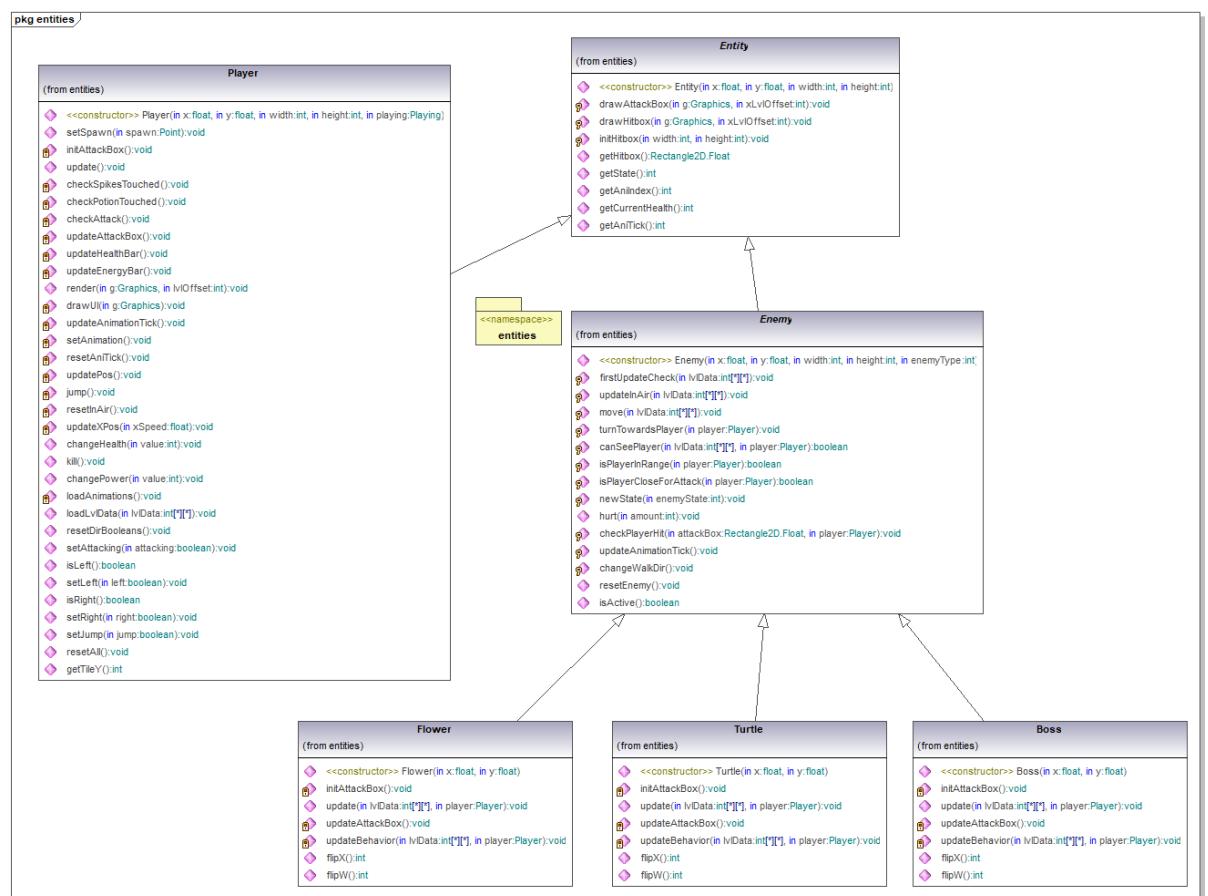 pkg entities
Player
(from entities)
<<constructor>> Player(in x:float, in y:float, in width:int, in height:int, in playing:Playing)
setSpawn(in spawn:Point):void
initAttackBox():void
update():void
checkSpikesTouched():void
checkPotionTouched():void
checkAttack():void
updateAttackBox():void
updateHealthBar():void
updateEnergyBar():void
render(in g:Graphics, in lvlOffset:int):void
drawUI(in g:Graphics):void
updateAnimationTick():void
setAnimation():void
resetAniTick():void
updatePos():void
jump():void
resetInAir():void
updateXPos(in xSpeed:float):void
changeHealth(in value:int):void
kill():void
changePower(in value:int):void
loadAnimations():void
loadLvlData(in lvlData:int[*][*]):void
resetDirBooleans():void
setAttacking(in attacking:boolean):void
isLeft():boolean
setLeft(in left:boolean):void
isRight():boolean
setRight(in right:boolean):void
setJump(in jump:boolean):void
resetAll():void
getTileY():int
Entity
(from entities)
<<constructor>> Entity(in x:float, in y:float, in width:int, in height:int)
drawAttackBox(in g:Graphics, in xLvlOffset:int):void
drawHitbox(in g:Graphics, in xLvlOffset:int):void
initHitbox(in width:int, in height:int):void
getHitbox():Rectangle2D.Float
getState():int
getAniIndex():int
getCurrentHealth():int
getAniTick():int
<<namespace>>
entities
Enemy
(from entities)
<<constructor>> Enemy(in x:float, in y:float, in width:int, in height:int, in enemyType:int)
firstUpdateCheck(in lvlData:int[*][*]):void
updateInAir(in lvlData:int[*][*]):void
move(in lvlData:int[*][*]):void
turnTowardsPlayer(in player:Player):void
canSeePlayer(in lvlData:int[*][*], in player:Player):boolean
isPlayerInRange(in player:Player):boolean
isPlayerCloseForAttack(in player:Player):boolean
newState(in enemyState:int):void
hurt(in amount:int):void
checkPlayerHit(in attackBox:Rectangle2D.Float, in player:Player):void
updateAnimationTick():void
changeWalkDir():void
resetEnemy():void
isActive():boolean
Flower
(from entities)
<<constructor>> Flower(in x:float, in y:float)
initAttackBox():void
update(in lvlData:int[*][*], in player:Player):void
updateAttackBox():void
updateBehavior(in lvlData:int[*][*], in player:Player):void
flipX():int
flipW():int
Turtle
(from entities)
<<constructor>> Turtle(in x:float, in y:float)
initAttackBox():void
update(in lvlData:int[*][*], in player:Player):void
updateAttackBox():void
updateBehavior(in lvlData:int[*][*], in player:Player):void
flipX():int
flipW():int
Boss
(from entities)
<<constructor>> Boss(in x:float, in y:float)
initAttackBox():void
update(in lvlData:int[*][*], in player:Player):void
updateAttackBox():void
updateBehavior(in lvlData:int[*][*], in player:Player):void
flipX():int
flipW():int